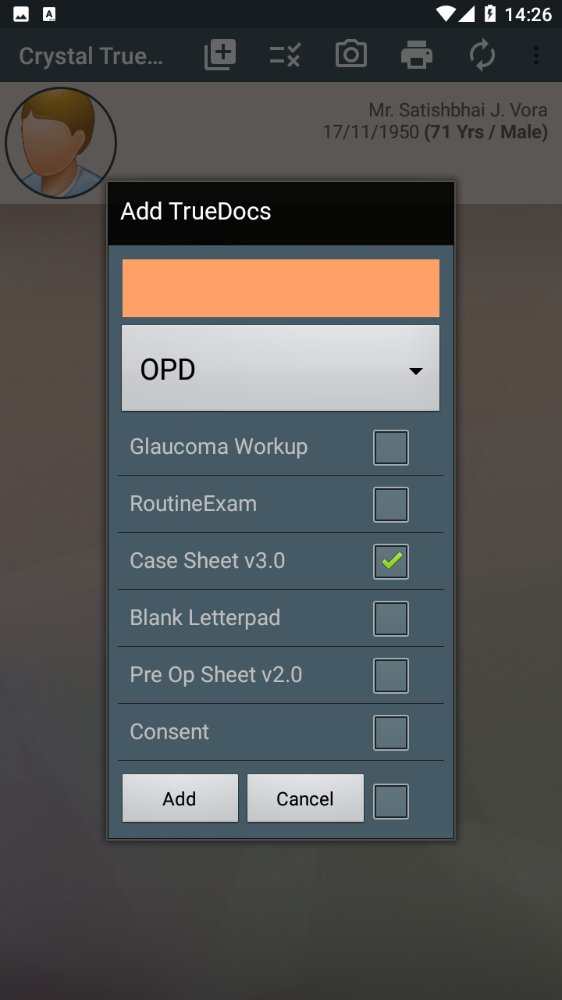 14:26
Crystal True...
Mr. Satishbhai J. Vora
17/11/1950 (71 Yrs / Male)
Add TrueDocs
OPD
Glaucoma Workup
RoutineExam
Case Sheet v3.0
Blank Letterpad
Pre Op Sheet v2.0
Consent
Add Cancel